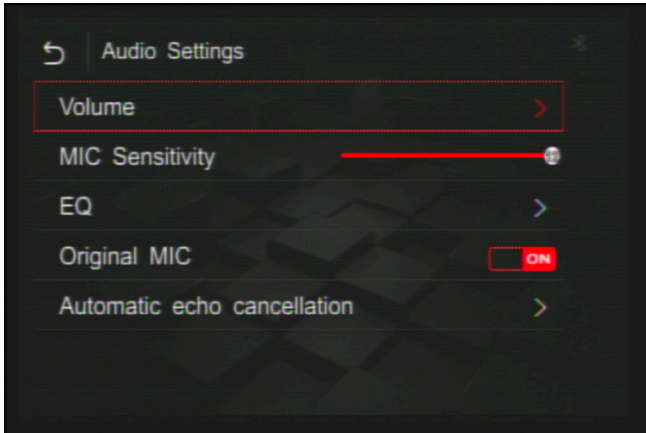 Audio Settings
Volume
MIC Sensitivity
EQ
Original MIC
ON
Automatic echo cancellation